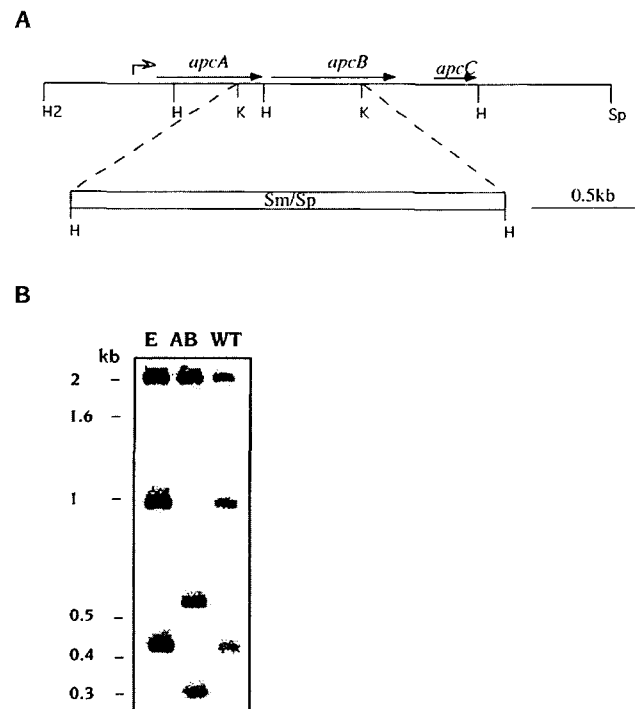 A
apcA apcB apcC
H2 H K H K H Sp
Sm/Sp
0.5kb
H H
B
E AB WT
kb
2
1.6
1
0.5
0.4
0.3